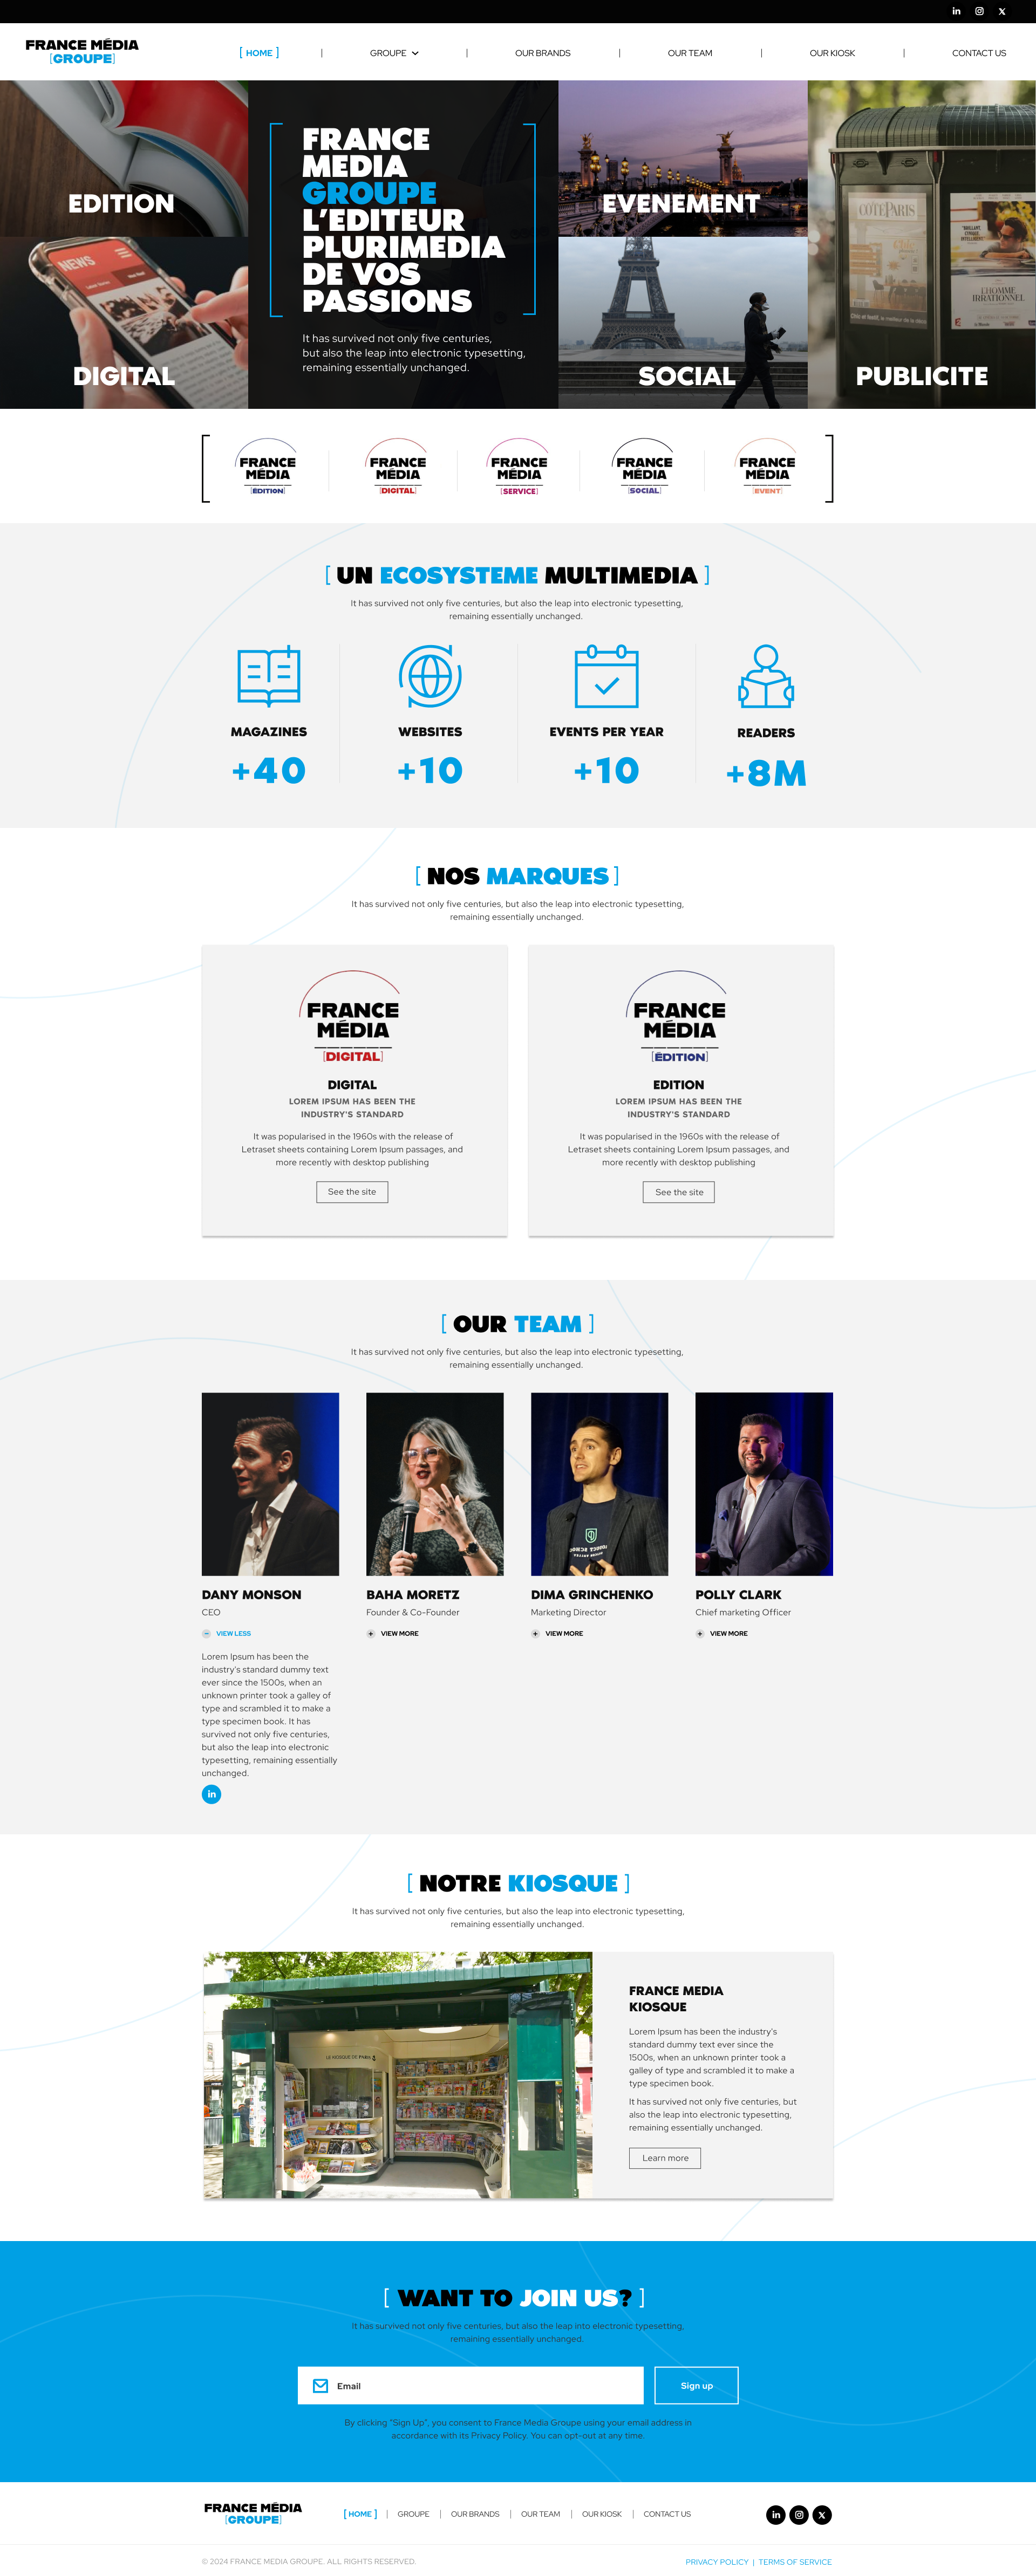 in
FRANCE MÉDIA
[GROUPE]
[ HOME ] | GROUPE | OUR BRANDS | OUR TEAM | OUR KIOSK | CONTACT US
EDITION
DIGITAL
NEWS
FRANCE
MEDIA
GROUPE
L'EDITEUR
PLURIMEDIA
DE VOS
PASSIONS
It has survived not only five centuries,
but also the leap into electronic typesetting,
remaining essentially unchanged.
EVENEMENT
SOCIAL
CÔTÉ PARIS
L'HOMME
IRRATIONNEL
PUBLICITE
FRANCE
MÉDIA
[ÉDITION]
FRANCE
MÉDIA
[DIGITAL]
FRANCE
MÉDIA
[SERVICE]
FRANCE
MÉDIA
[SOCIAL]
FRANCE
MÉDIA
[EVENT]
[ UN ECOSYSTEME MULTIMEDIA ]
It has survived not only five centuries, but also the leap into electronic typesetting,
remaining essentially unchanged.
MAGAZINES
+40
WEBSITES
+10
EVENTS PER YEAR
+10
READERS
+8M
[ NOS MARQUES ]
It has survived not only five centuries, but also the leap into electronic typesetting,
remaining essentially unchanged.
FRANCE
MÉDIA
[DIGITAL]
DIGITAL
LOREM IPSUM HAS BEEN THE
INDUSTRY'S STANDARD
It was popularised in the 1960s with the release of
Letraset sheets containing Lorem Ipsum passages, and
more recently with desktop publishing
See the site
FRANCE
MÉDIA
[ÉDITION]
EDITION
LOREM IPSUM HAS BEEN THE
INDUSTRY'S STANDARD
It was popularised in the 1960s with the release of
Letraset sheets containing Lorem Ipsum passages, and
more recently with desktop publishing
See the site
[ OUR TEAM ]
It has survived not only five centuries, but also the leap into electronic typesetting,
remaining essentially unchanged.
DANY MONSON
CEO
VIEW LESS
Lorem Ipsum has been the
industry's standard dummy text
ever since the 1500s, when an
unknown printer took a galley of
type and scrambled it to make a
type specimen book. It has
survived not only five centuries,
but also the leap into electronic
typesetting, remaining essentially
unchanged.
in
BAHA MORETZ
Founder & Co-Founder
VIEW MORE
DIMA GRINCHENKO
Marketing Director
VIEW MORE
POLLY CLARK
Chief marketing Officer
VIEW MORE
[ NOTRE KIOSQUE ]
It has survived not only five centuries, but also the leap into electronic typesetting,
remaining essentially unchanged.
LE KIOSQUE DE PARIS
FRANCE MEDIA
KIOSQUE
Lorem Ipsum has been the industry's
standard dummy text ever since the
1500s, when an unknown printer took a
galley of type and scrambled it to make a
type specimen book.
It has survived not only five centuries, but
also the leap into electronic typesetting,
remaining essentially unchanged.
Learn more
[ WANT TO JOIN US? ]
It has survived not only five centuries, but also the leap into electronic typesetting,
remaining essentially unchanged.
Email
Sign up
By clicking "Sign Up", you consent to France Media Groupe using your email address in
accordance with its Privacy Policy. You can opt-out at any time.
FRANCE MÉDIA
[GROUPE]
[ HOME ] | GROUPE | OUR BRANDS | OUR TEAM | OUR KIOSK | CONTACT US
in
© 2024 FRANCE MEDIA GROUPE. ALL RIGHTS RESERVED.
PRIVACY POLICY | TERMS OF SERVICE